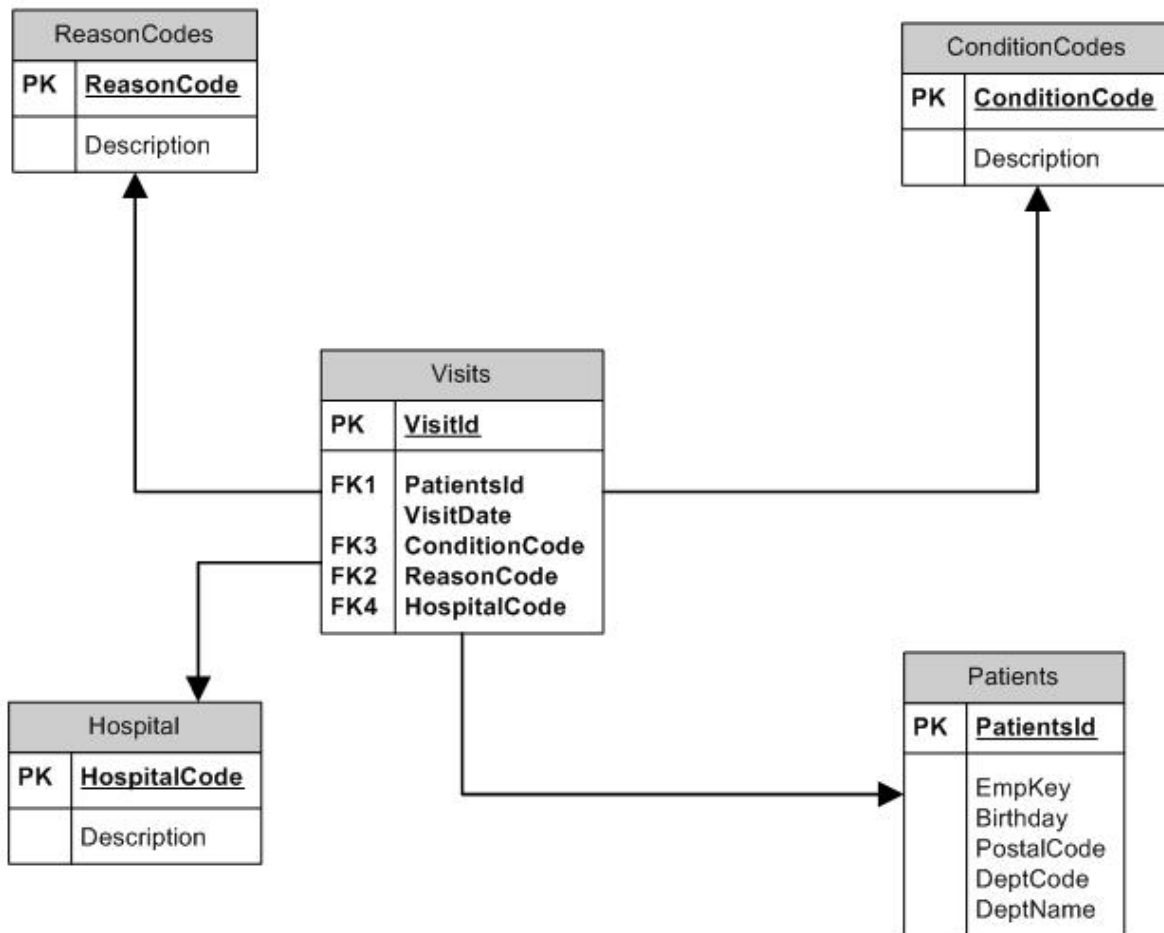 ReasonCodes
PK ReasonCode
Description
ConditionCodes
PK ConditionCode
Description
Visits
PK VisitId
FK1 PatientsId
VisitDate
FK3 ConditionCode
FK2 ReasonCode
FK4 HospitalCode
Hospital
PK HospitalCode
Description
Patients
PK PatientsId
EmpKey
Birthday
PostalCode
DeptCode
DeptName